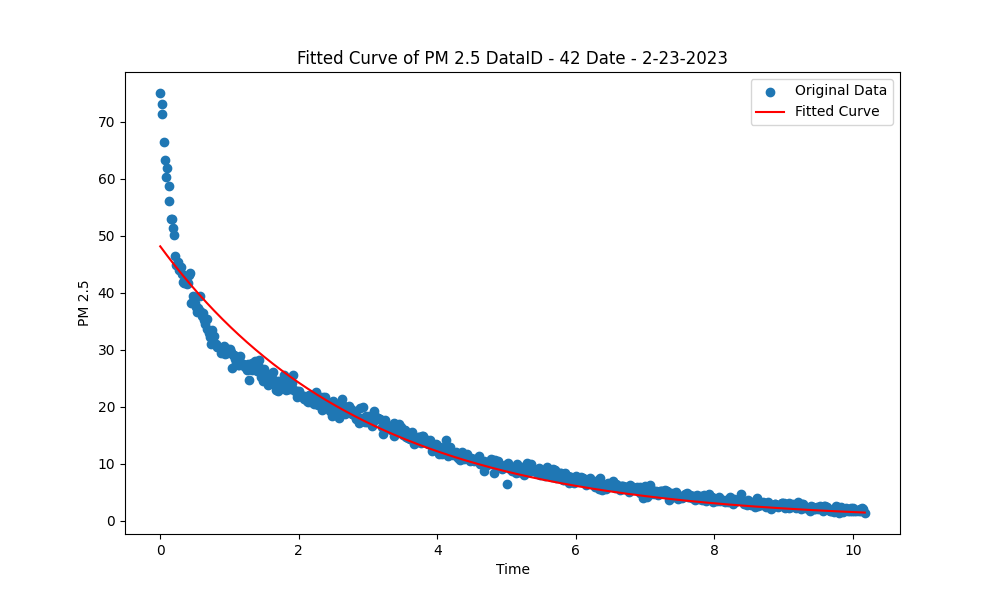 Fitted Curve of PM 2.5 DataID - 42 Date - 2-23-2023
Original Data
Fitted Curve
70
60
50
40
30
20
10
0
PM 2.5
0 2 4 6 8 10
Time